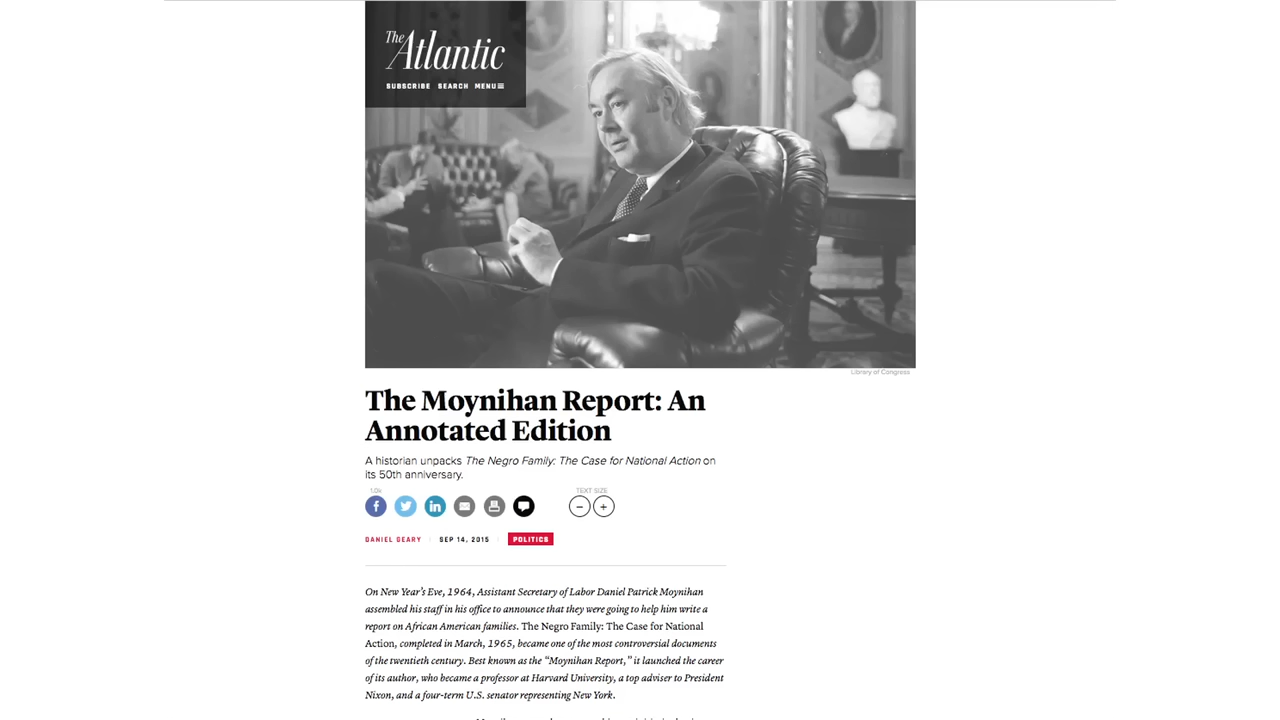 The Atlantic
SUBSCRIBE SEARCH MENU
Library of Congress
The Moynihan Report: An
Annotated Edition
A historian unpacks The Negro Family: The Case for National Action on
its 50th anniversary.
TEXT SIZE
DANIEL GEARY SEP 14, 2015 POLITICS
On New Year's Eve, 1964, Assistant Secretary of Labor Daniel Patrick Moynihan
assembled his staff in his office to announce that they were going to help him write a
report on African American families. The Negro Family: The Case for National
Action, completed in March, 1965, became one of the most controversial documents
of the twentieth century. Best known as the “Moynihan Report,” it launched the career
of its author, who became a professor at Harvard University, a top adviser to President
Nixon, and a four-term U.S. senator representing New York.